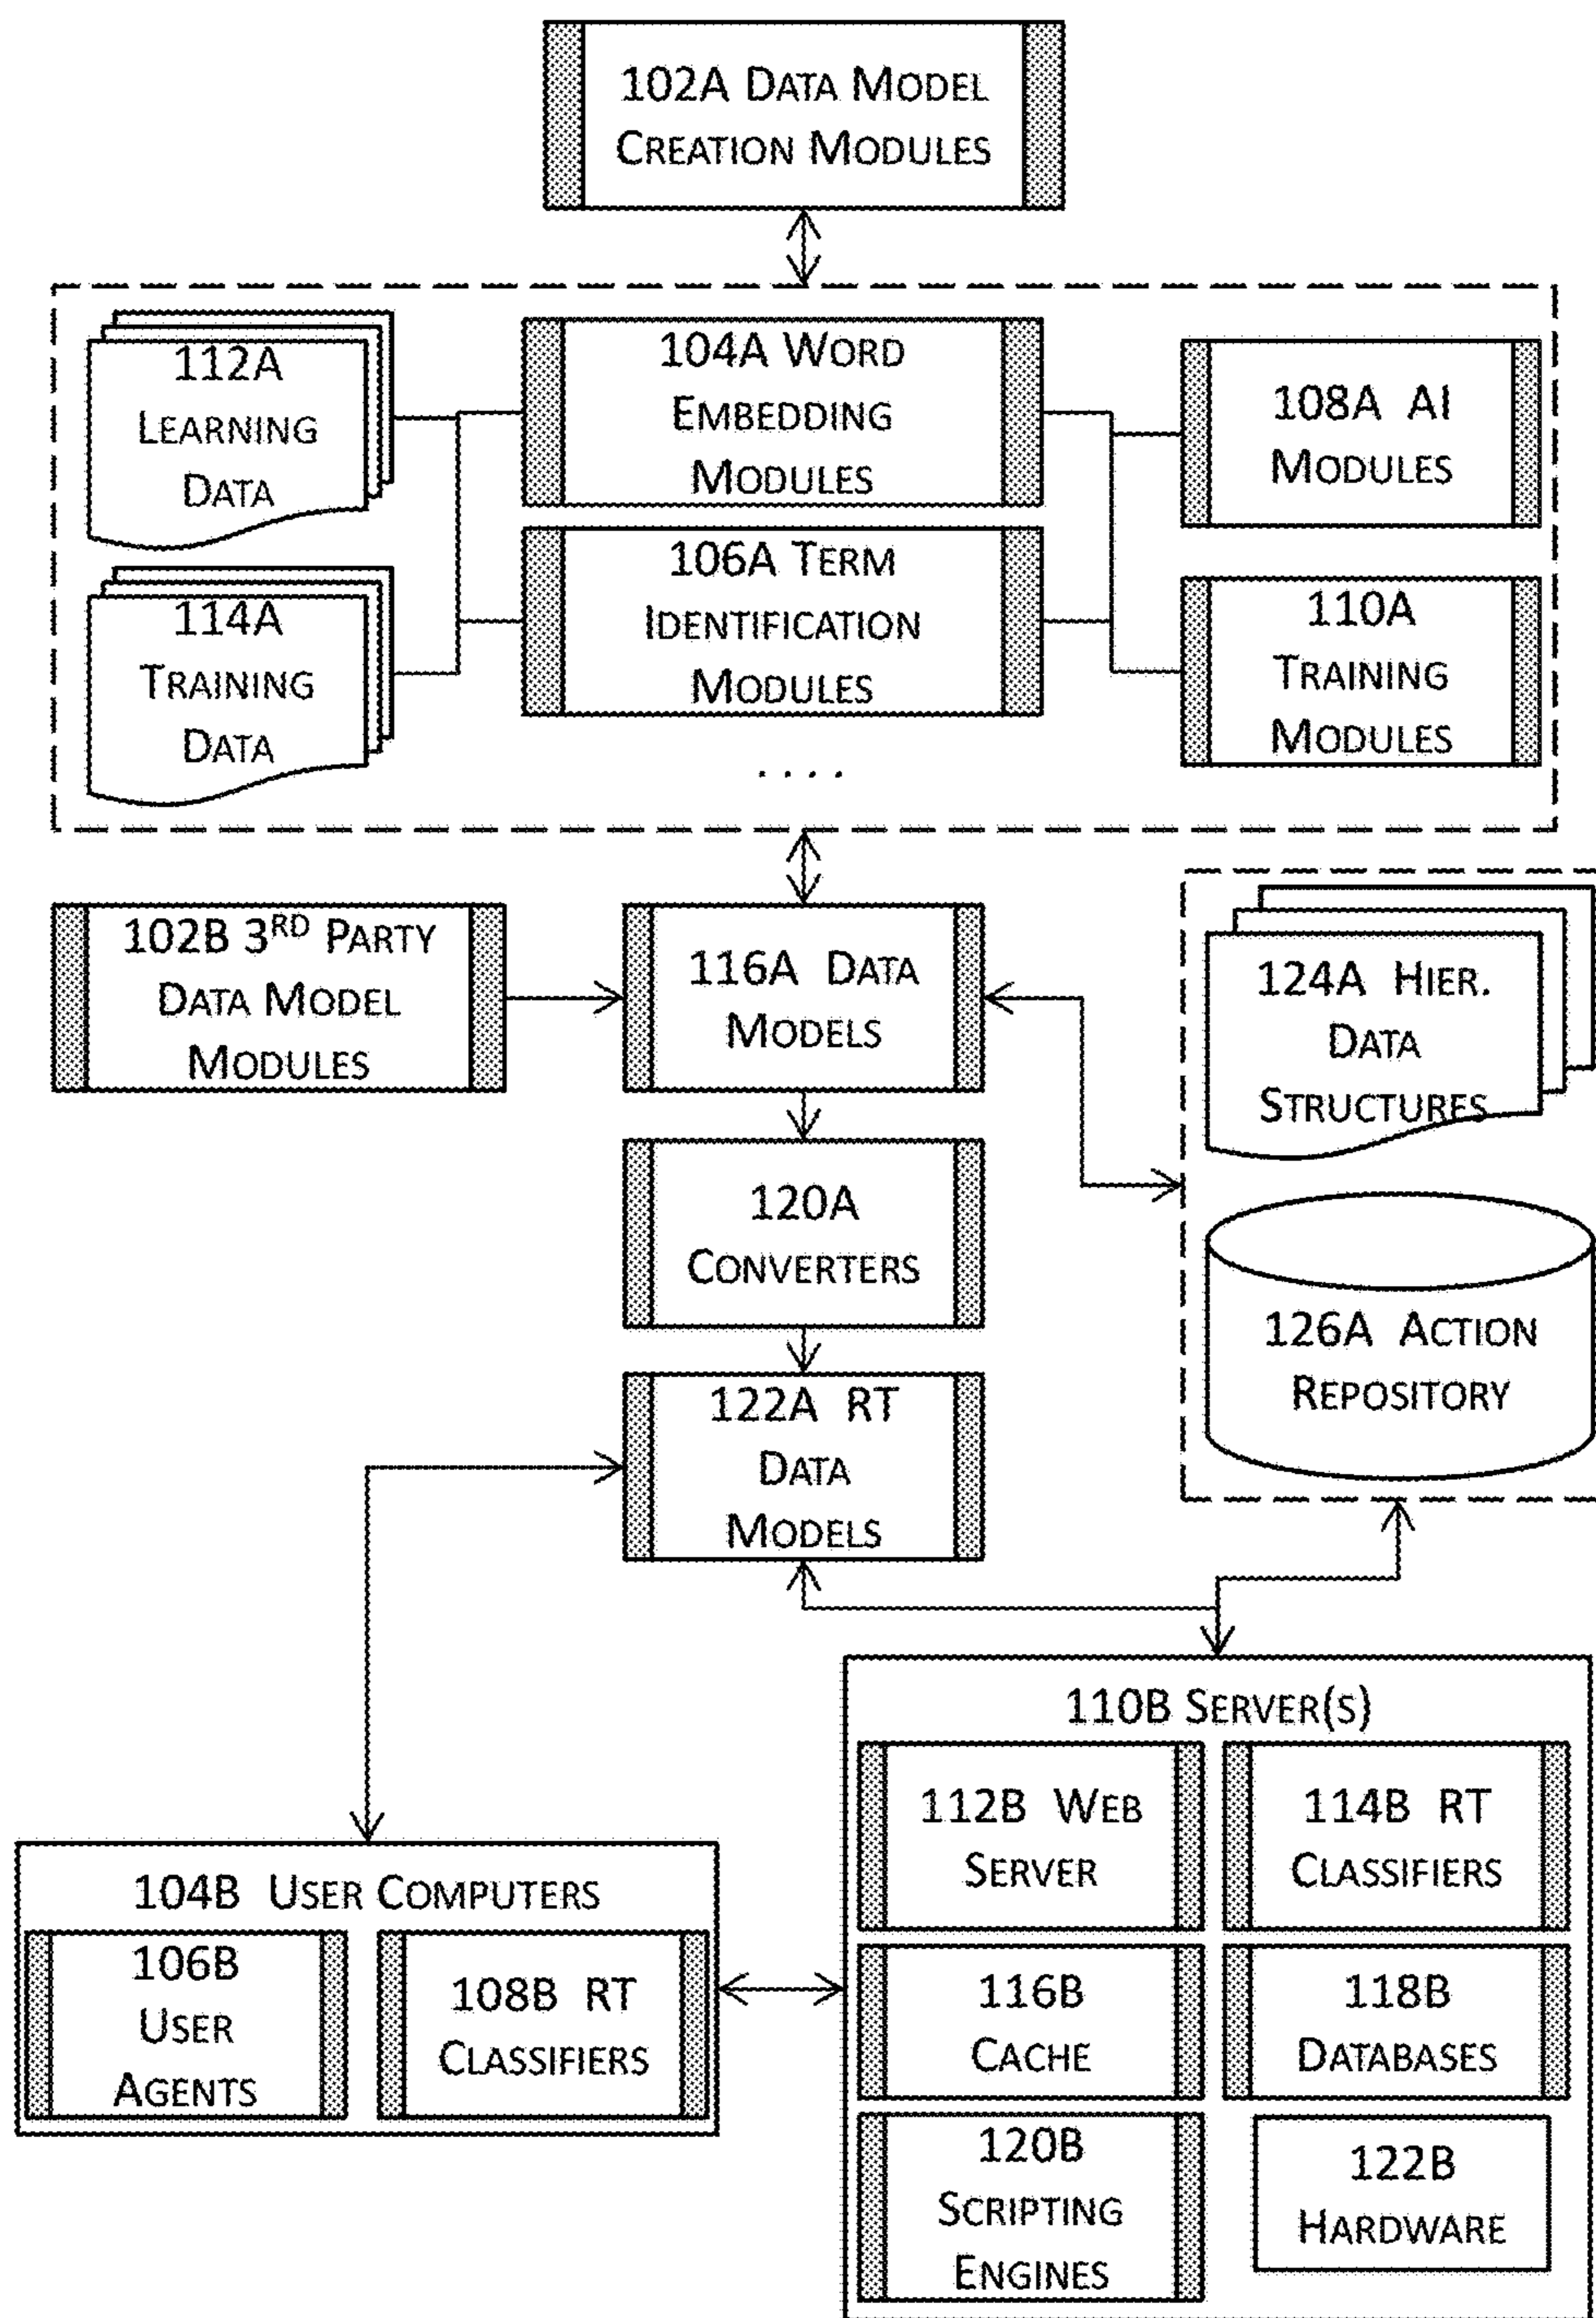 102A DATA MODEL
CREATION MODULES
112A
LEARNING
DATA
104A WORD
EMBEDDING
MODULES
108A AI
MODULES
114A
TRAINING
DATA
106A TERM
IDENTIFICATION
MODULES
110A
TRAINING
MODULES
. . . .
102B 3RD PARTY
DATA MODEL
MODULES
116A DATA
MODELS
124A HIER.
DATA
STRUCTURES
120A
CONVERTERS
126A ACTION
REPOSITORY
122A RT
DATA
MODELS
110B SERVER(S)
112B WEB
SERVER
114B RT
CLASSIFIERS
104B USER COMPUTERS
106B
USER
AGENTS
108B RT
CLASSIFIERS
116B
CACHE
118B
DATABASES
120B
SCRIPTING
ENGINES
122B
HARDWARE